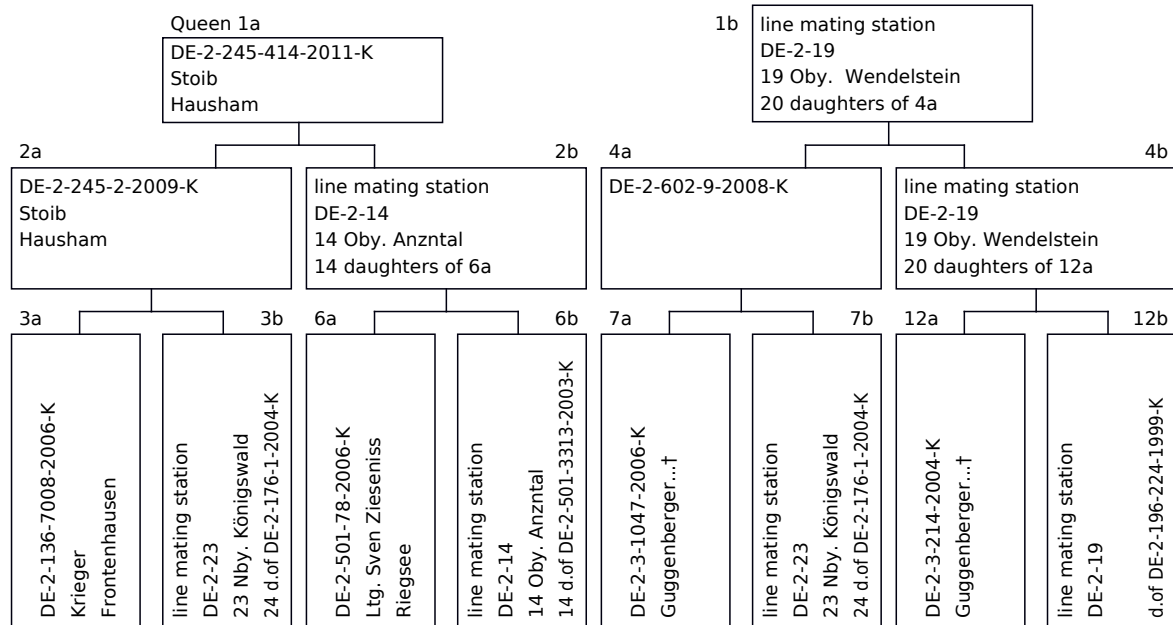 Queen 1a
DE-2-245-414-2011-K
Stoib
Hausham
1b
line mating station
DE-2-19
19 Oby.  Wendelstein
20 daughters of 4a
2a
DE-2-245-2-2009-K
Stoib
Hausham
2b
line mating station
DE-2-14
14 Oby. Anzntal
14 daughters of 6a
4a
DE-2-602-9-2008-K
4b
line mating station
DE-2-19
19 Oby. Wendelstein
20 daughters of 12a
3a
DE-2-136-7008-2006-K
Krieger
Frontenhausen
3b
line mating station
DE-2-23
23 Nby. Königswald
24 d.of DE-2-176-1-2004-K
6a
DE-2-501-78-2006-K
Ltg. Sven Zieseniss
Riegsee
6b
line mating station
DE-2-14
14 Oby. Anzntal
14 d.of DE-2-501-3313-2003-K
7a
DE-2-3-1047-2006-K
Guggenberger...†
7b
line mating station
DE-2-23
23 Nby. Königswald
24 d.of DE-2-176-1-2004-K
12a
DE-2-3-214-2004-K
Guggenberger...†
12b
line mating station
DE-2-19
d.of DE-2-196-224-1999-K